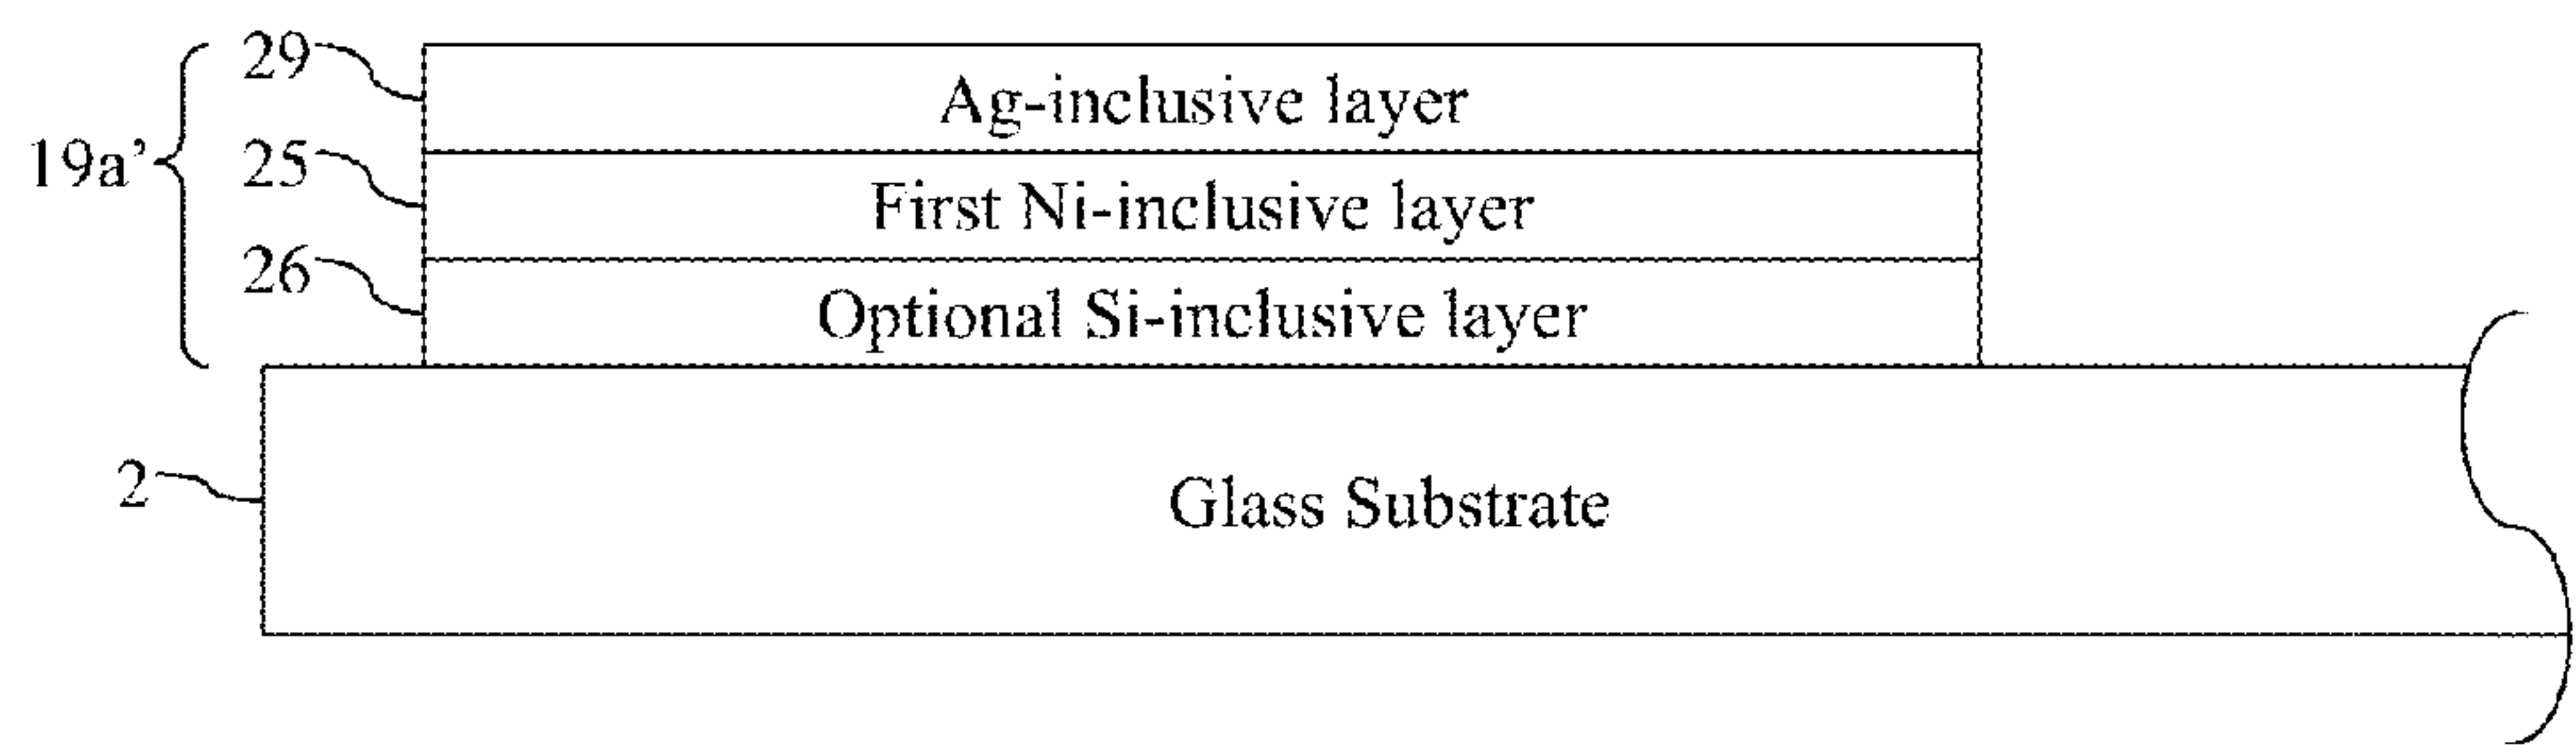 29
Ag-inclusive layer
19a’
25
First Ni-inclusive layer
26
Optional Si-inclusive layer
2
Glass Substrate